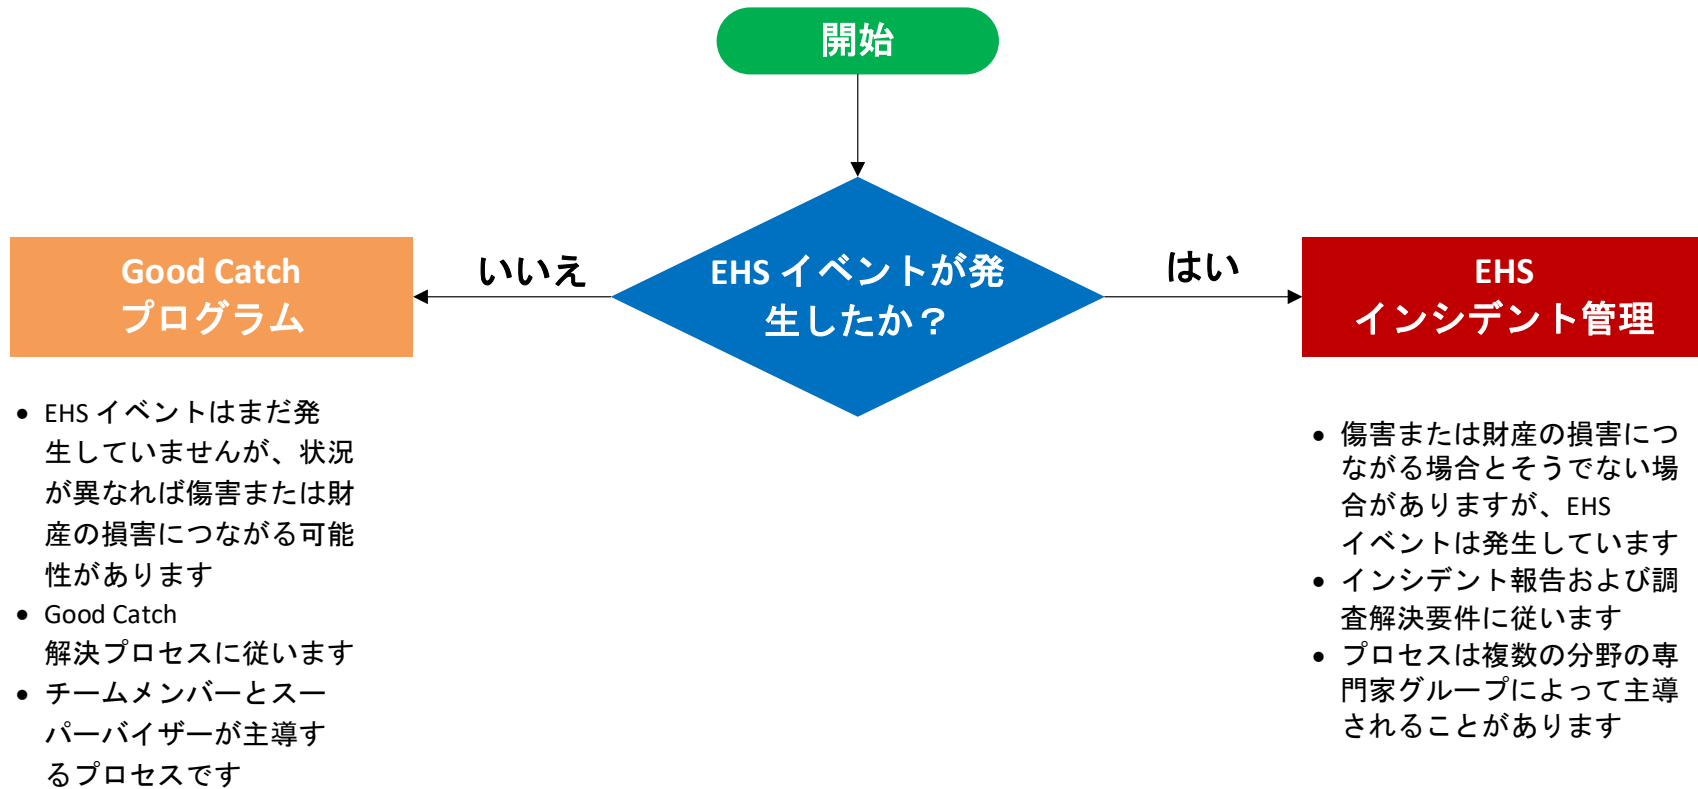 開始
EHS イベントが発
生したか？
いいえ
はい
Good Catch
プログラム
EHS
インシデント管理
• EHS イベントはまだ発
生していませんが、状況
が異なれば傷害または財
産の損害につながる可能
性があります
• Good Catch
解決プロセスに従います
• チームメンバーとスー
パーバイザーが主導す
るプロセスです
• 傷害または財産の損害につ
ながる場合とそうでない場
合がありますが、EHS
イベントは発生しています
• インシデント報告および調
査解決要件に従います
• プロセスは複数の分野の専
門家グループによって主導
されることがあります